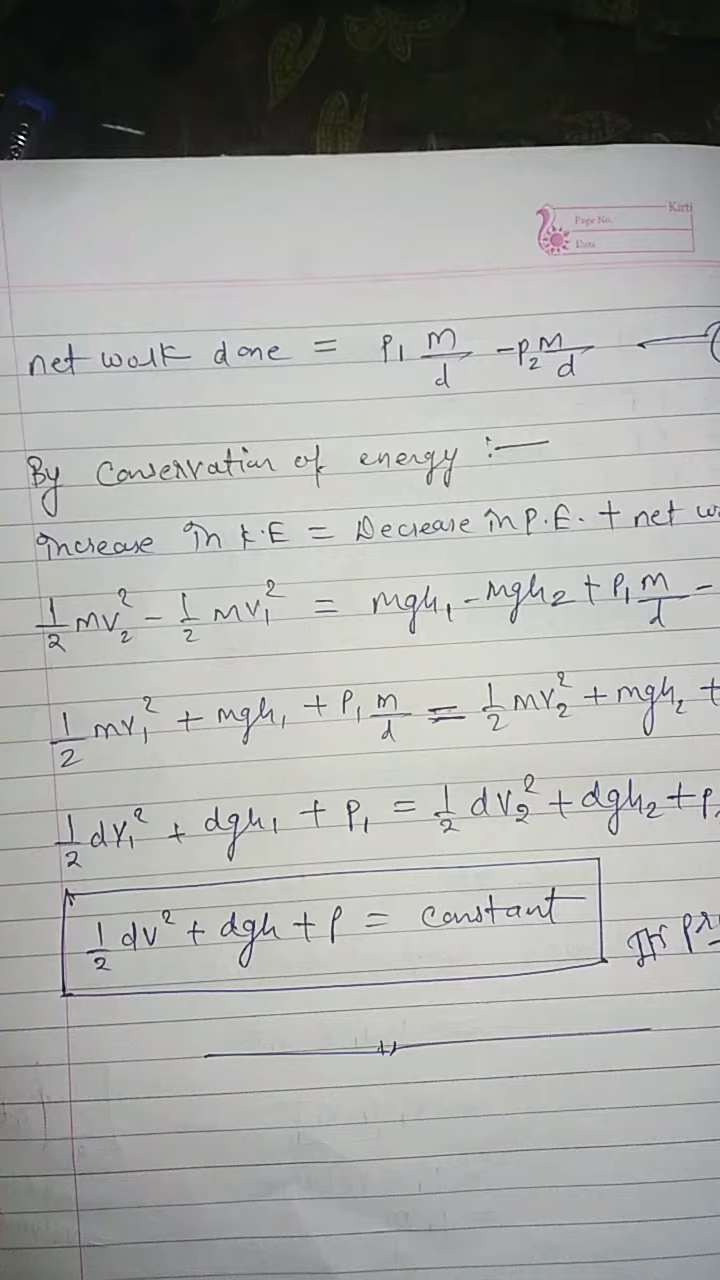 Kirti
Page No.
Date
net work done = P₁ m/d - P₂ m/d
By Conservation of energy :—
increase in K.E = Decrease in P.E. + net
1/2 mv₂² - 1/2 mv₁² = mgh₁ - mgh₂ + P₁ m/d -
1/2 mv₁² + mgh₁ + P₁ m/d = 1/2 mv₂² + mgh₂ +
1/2 dv₁² + dgh₁ + P₁ = 1/2 dv₂² + dgh₂ + P
1/2 dv² + dgh + P = constant